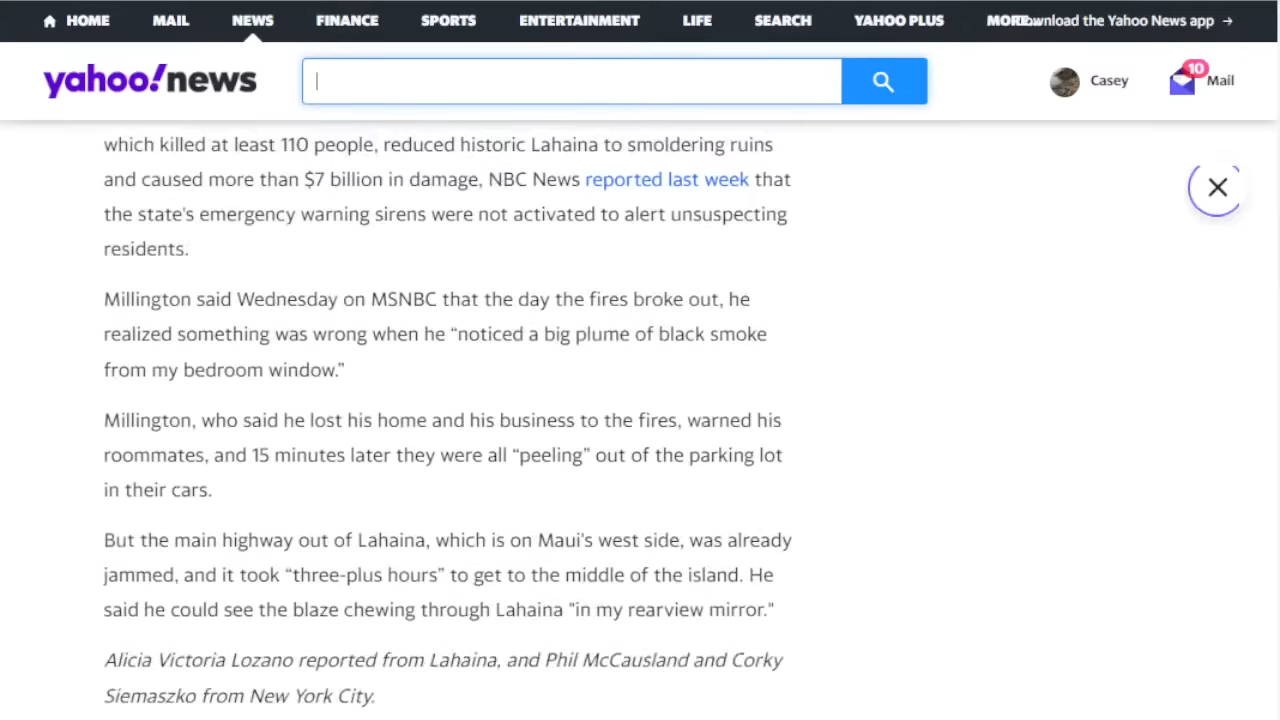 HOME MAIL NEWS FINANCE SPORTS ENTERTAINMENT LIFE SEARCH YAHOO PLUS MORE... the Yahoo News app →
yahoo!news
Casey
10
Mail
which killed at least 110 people, reduced historic Lahaina to smoldering ruins
and caused more than $7 billion in damage, NBC News reported last week that
the state's emergency warning sirens were not activated to alert unsuspecting
residents.
Millington said Wednesday on MSNBC that the day the fires broke out, he
realized something was wrong when he “noticed a big plume of black smoke
from my bedroom window.”
Millington, who said he lost his home and his business to the fires, warned his
roommates, and 15 minutes later they were all “peeling” out of the parking lot
in their cars.
But the main highway out of Lahaina, which is on Maui's west side, was already
jammed, and it took “three-plus hours” to get to the middle of the island. He
said he could see the blaze chewing through Lahaina "in my rearview mirror."
Alicia Victoria Lozano reported from Lahaina, and Phil McCausland and Corky
Siemaszko from New York City.